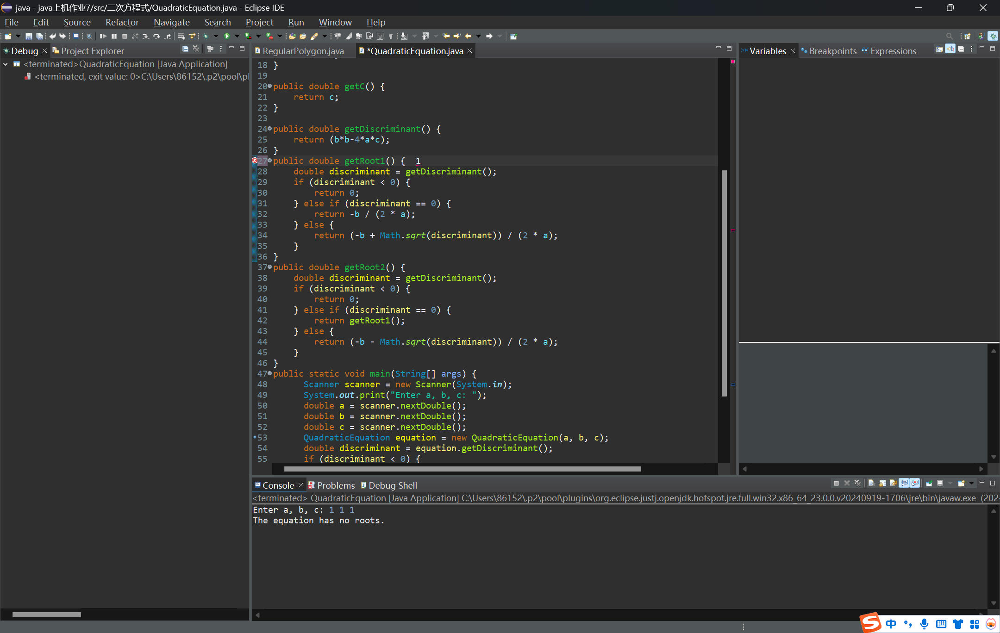 java - java上机作业7/src/二次方程式/QuadraticEquation.java - Eclipse IDE
File Edit Source Refactor Navigate Search Project Run Window Help
Debug Project Explorer
<terminated>QuadraticEquation [Java Application]
<terminated, exit value: 0>C:\Users\86152\.p2\pool\pl
RegularPolygon.java *QuadraticEquation.java
18 }
19
20 public double getC() {
21     return c;
22 }
23
24 public double getDiscriminant() {
25     return (b*b-4*a*c);
26 }
27 public double getRoot1() {  1
28     double discriminant = getDiscriminant();
29     if (discriminant < 0) {
30         return 0;
31     } else if (discriminant == 0) {
32         return -b / (2 * a);
33     } else {
34         return (-b + Math.sqrt(discriminant)) / (2 * a);
35     }
36 }
37 public double getRoot2() {
38     double discriminant = getDiscriminant();
39     if (discriminant < 0) {
40         return 0;
41     } else if (discriminant == 0) {
42         return getRoot1();
43     } else {
44         return (-b - Math.sqrt(discriminant)) / (2 * a);
45     }
46 }
47 public static void main(String[] args) {
48       Scanner scanner = new Scanner(System.in);
49       System.out.print("Enter a, b, c: ");
50       double a = scanner.nextDouble();
51       double b = scanner.nextDouble();
52       double c = scanner.nextDouble();
53       QuadraticEquation equation = new QuadraticEquation(a, b, c);
54       double discriminant = equation.getDiscriminant();
55       if (discriminant < 0) {
Variables Breakpoints Expressions
Console Problems Debug Shell
<terminated> QuadraticEquation [Java Application] C:\Users\86152\.p2\pool\plugins\org.eclipse.justj.openjdk.hotspot.jre.full.win32.x86_64_23.0.0.v20240919-1706\jre\bin\javaw.exe (202
Enter a, b, c: 1 1 1
The equation has no roots.
中